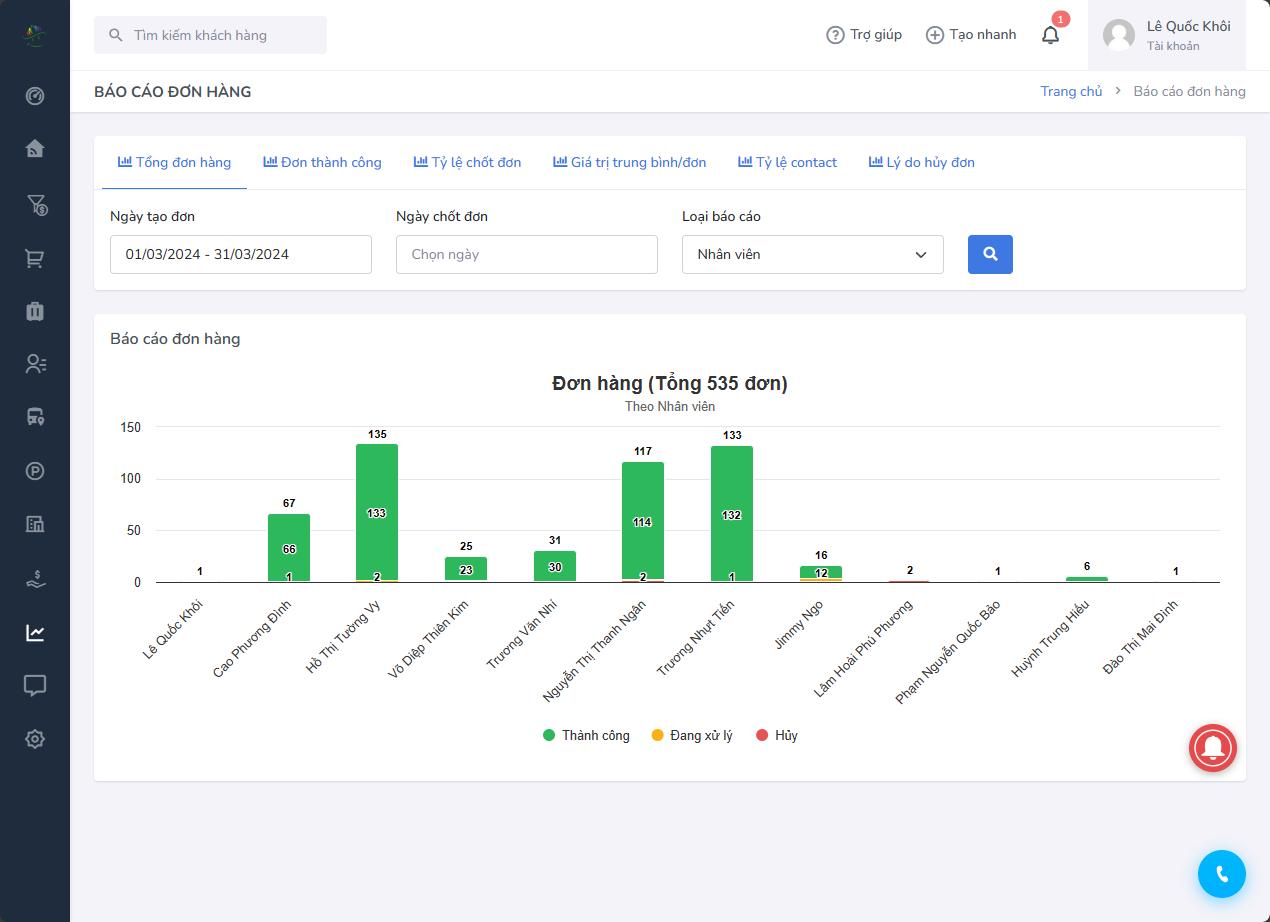 Tìm kiếm khách hàng
Trợ giúp
Tạo nhanh
1
Lê Quốc Khôi
Tài khoản
BÁO CÁO ĐƠN HÀNG
Trang chủ > Báo cáo đơn hàng
Tổng đơn hàng
Đơn thành công
Tỷ lệ chốt đơn
Giá trị trung bình/đơn
Tỷ lệ contact
Lý do hủy đơn
Ngày tạo đơn
Ngày chốt đơn
Loại báo cáo
01/03/2024 - 31/03/2024
Chọn ngày
Nhân viên
Báo cáo đơn hàng
Đơn hàng (Tổng 535 đơn)
Theo Nhân viên
150
100
50
0
1
67
66
1
135
133
2
25
23
31
30
117
114
2
133
132
1
16
12
2
1
6
1
Lê Quốc Khôi
Cao Phương Đình
Hồ Thị Tường Vy
Võ Diệp Thiên Kim
Trương Văn Nhí
Nguyễn Thị Thanh Ngân
Trương Nhựt Tiến
Jimmy Ngo
Lâm Hoài Phú Phương
Phạm Nguyễn Quốc Bảo
Huỳnh Trung Hiếu
Đào Thị Mai Đình
Thành công
Đang xử lý
Hủy